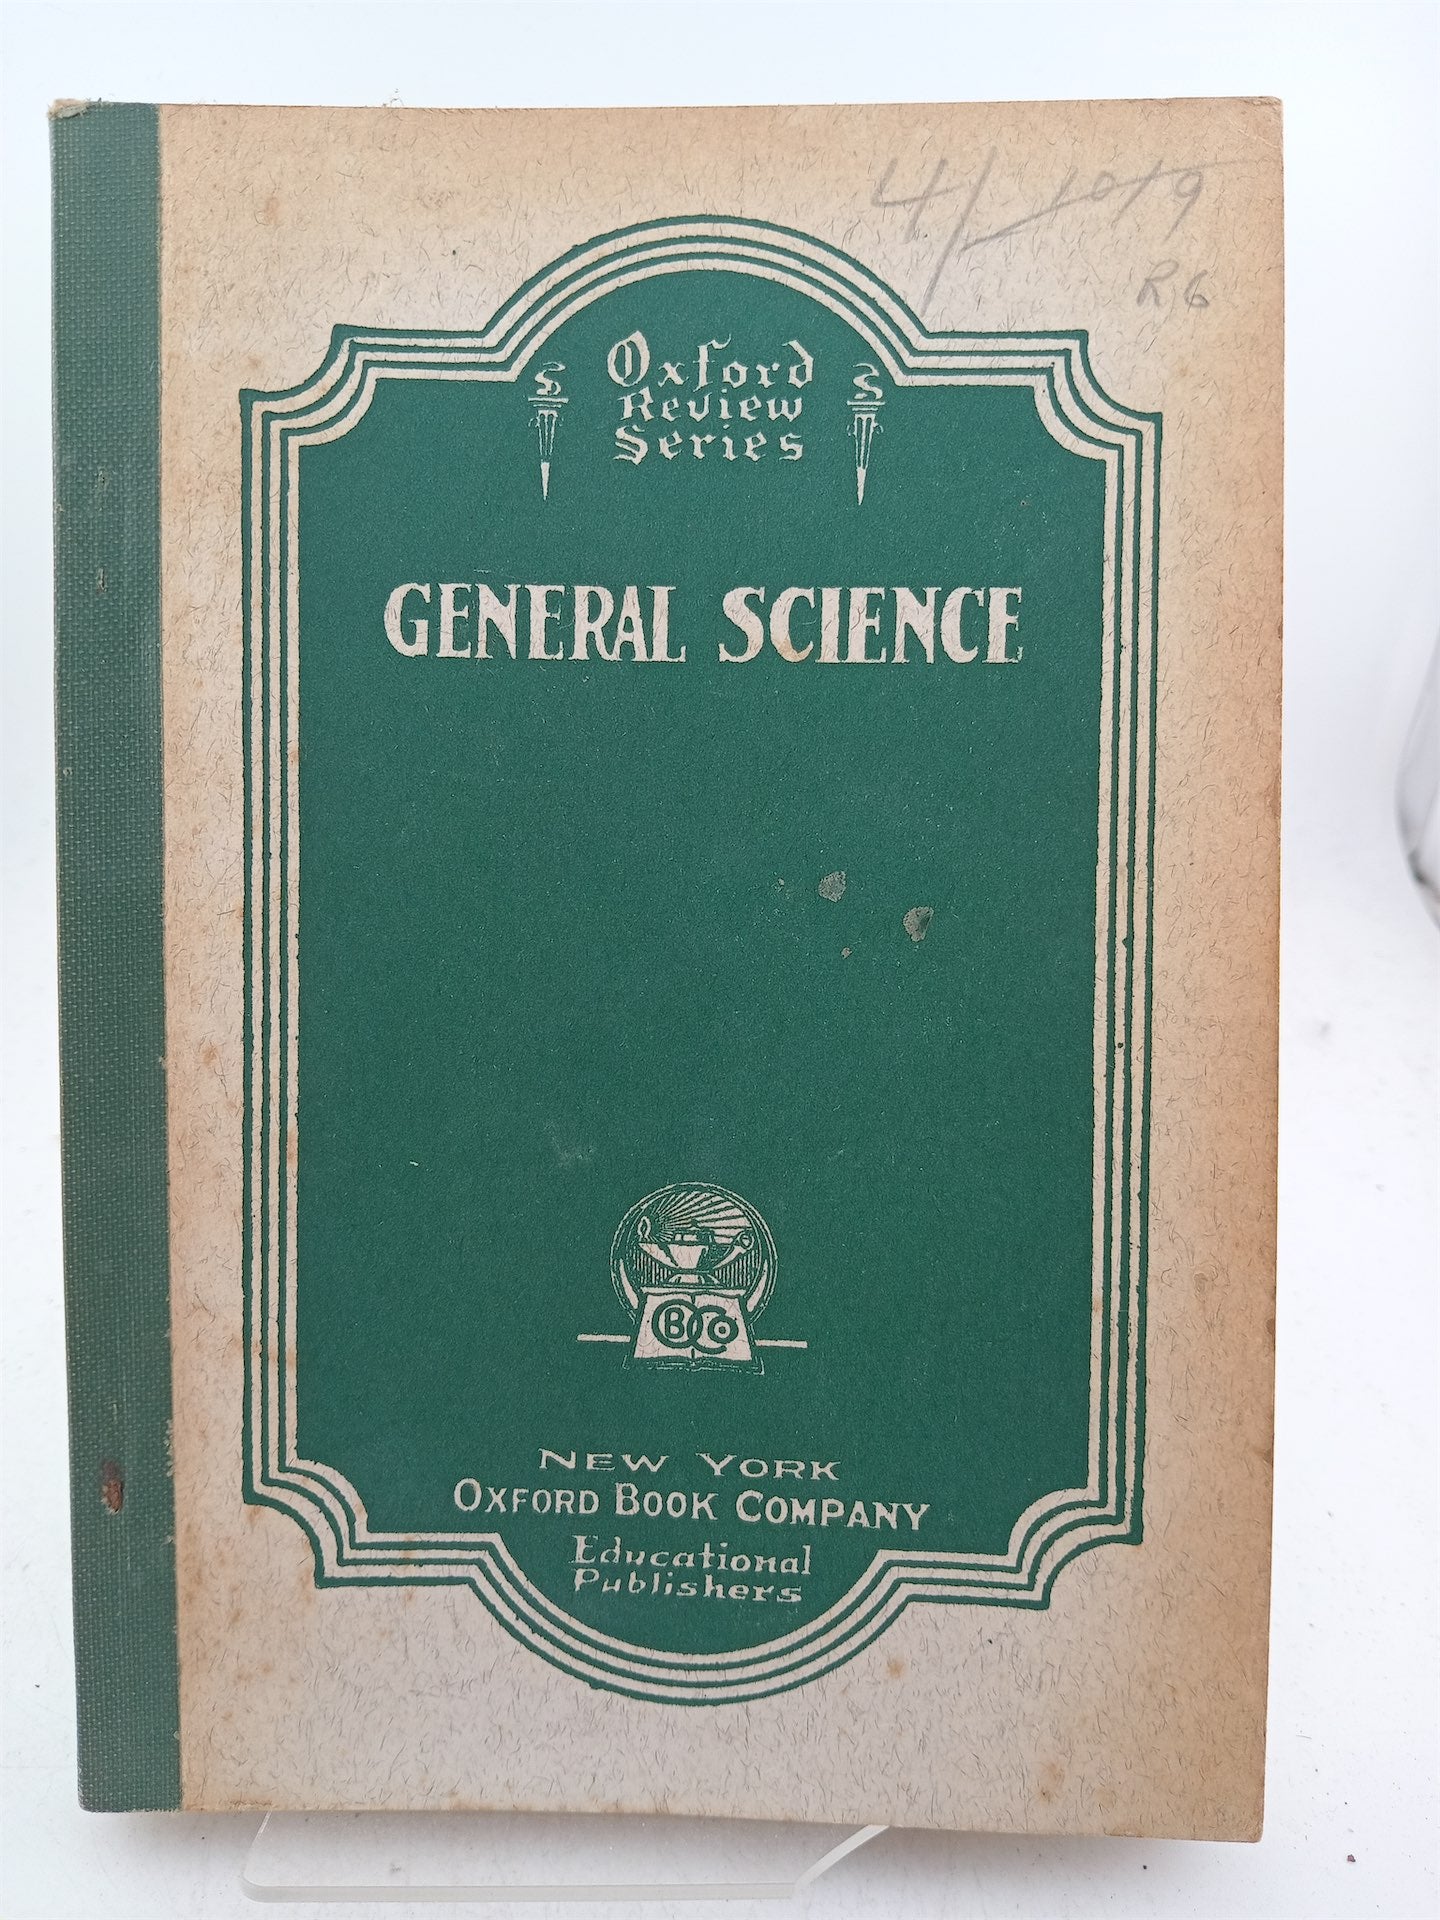 4/ 1019
R6
Oxford
Review
Series
GENERAL SCIENCE
OBCo
NEW YORK
OXFORD BOOK COMPANY
Educational
Publishers